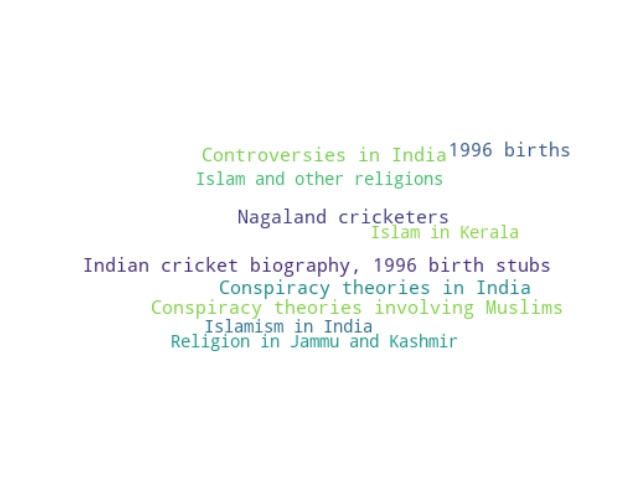 Controversies in India
1996 births
Islam and other religions
Nagaland cricketers
Islam in Kerala
Indian cricket biography, 1996 birth stubs
Conspiracy theories in India
Conspiracy theories involving Muslims
Islamism in India
Religion in Jammu and Kashmir